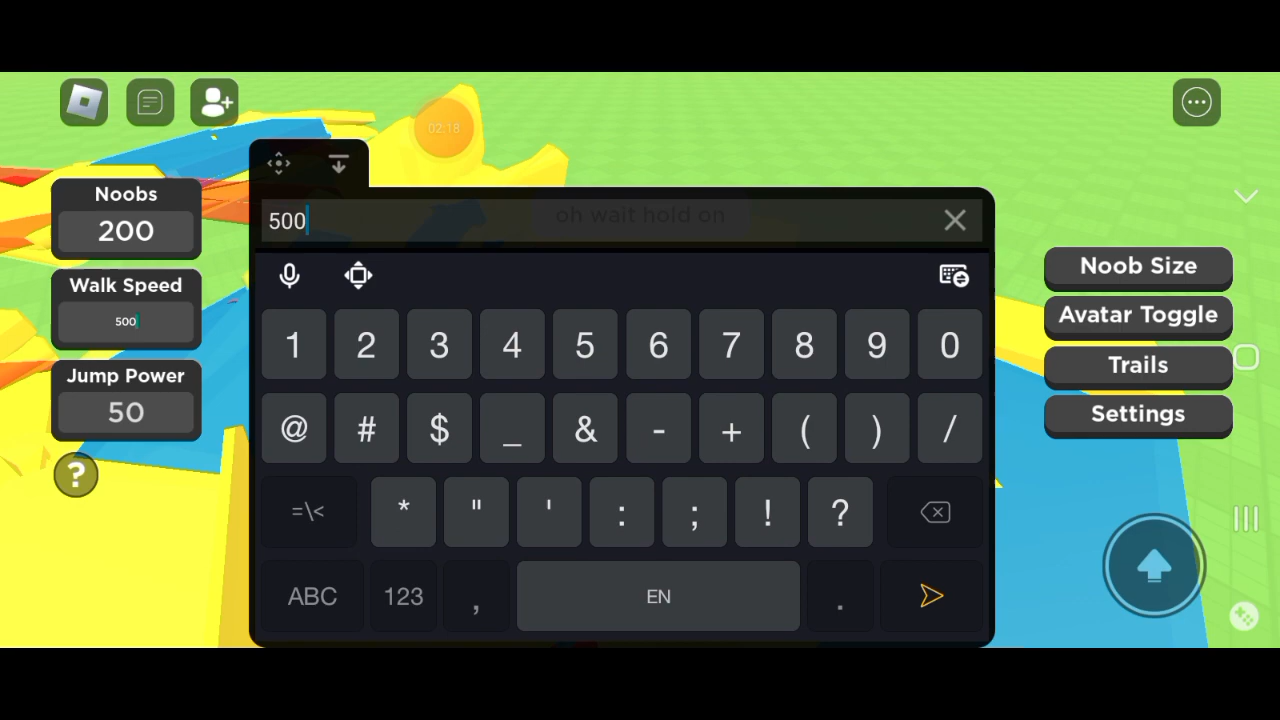 02:18
Noobs
200
Walk Speed
500
Jump Power
50
?
500
oh wait hold on
1 2 3 4 5 6 7 8 9 0
@ # $ _ & - + ( ) /
=\< * " ' : ; ! ?
ABC 123 , EN .
Noob Size
Avatar Toggle
Trails
Settings